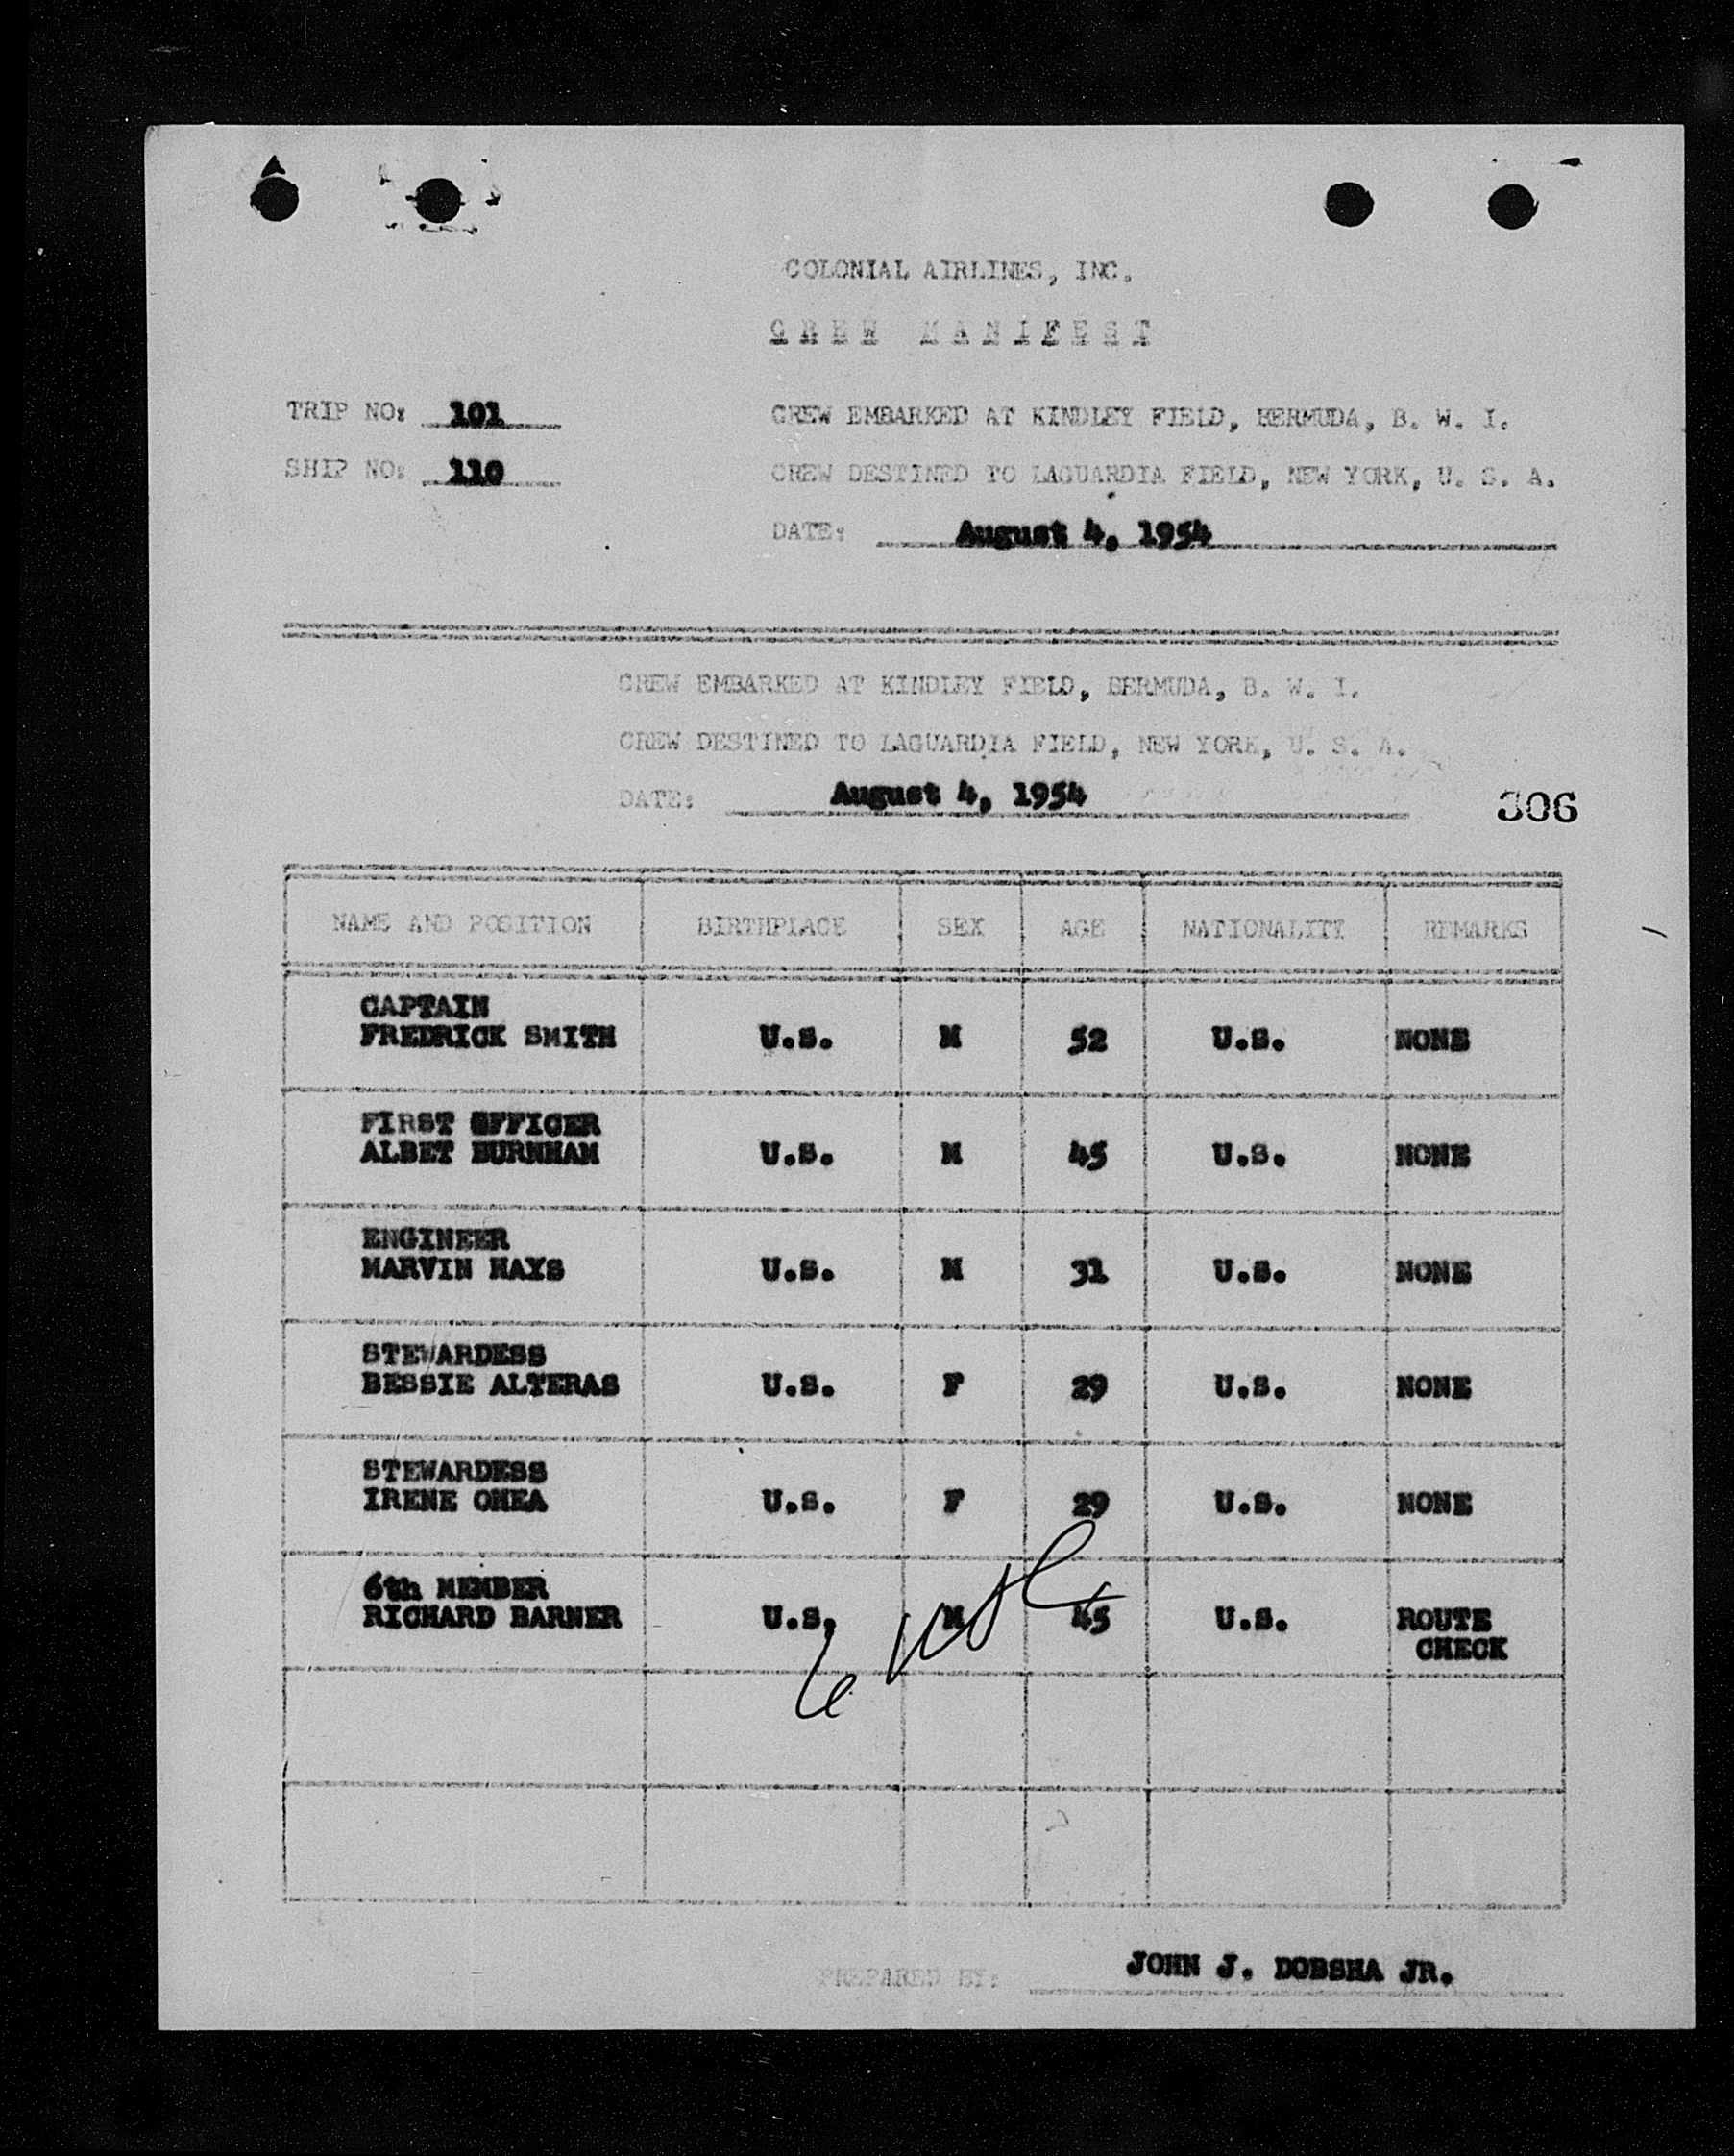 COLONIAL AIRLINES, INC.
CREW MANIFEST
TRIP NO: 101
CREW EMBARKED AT KINDLEY FIELD, BERMUDA, B. W. I.
SHIP NO: 110
CREW DESTINED TO LAGUARDIA FIELD, NEW YORK, U. S. A.
DATE: August 4, 1954
CREW EMBARKED AT KINDLEY FIELD, BERMUDA, B. W. I.
CREW DESTINED TO LAGUARDIA FIELD, NEW YORK, U. S. A.
DATE: August 4, 1954
306
NAME AND POSITION BIRTHPLACE SEX AGE NATIONALITY REMARKS
CAPTAIN
FREDRICK SMITH U.S. M 52 U.S. NONE
FIRST OFFICER
ALBET BURNHAM U.S. M 45 U.S. NONE
ENGINEER
MARVIN HAYS U.S. M 31 U.S. NONE
STEWARDESS
BESSIE ALTERAS U.S. F 29 U.S. NONE
STEWARDESS
IRENE OHEA U.S. F 29 U.S. NONE
6th MEMBER
RICHARD BARNER U.S. M 45 U.S. ROUTE
CHECK
6
PREPARED BY: JOHN J. DOBSHA JR.